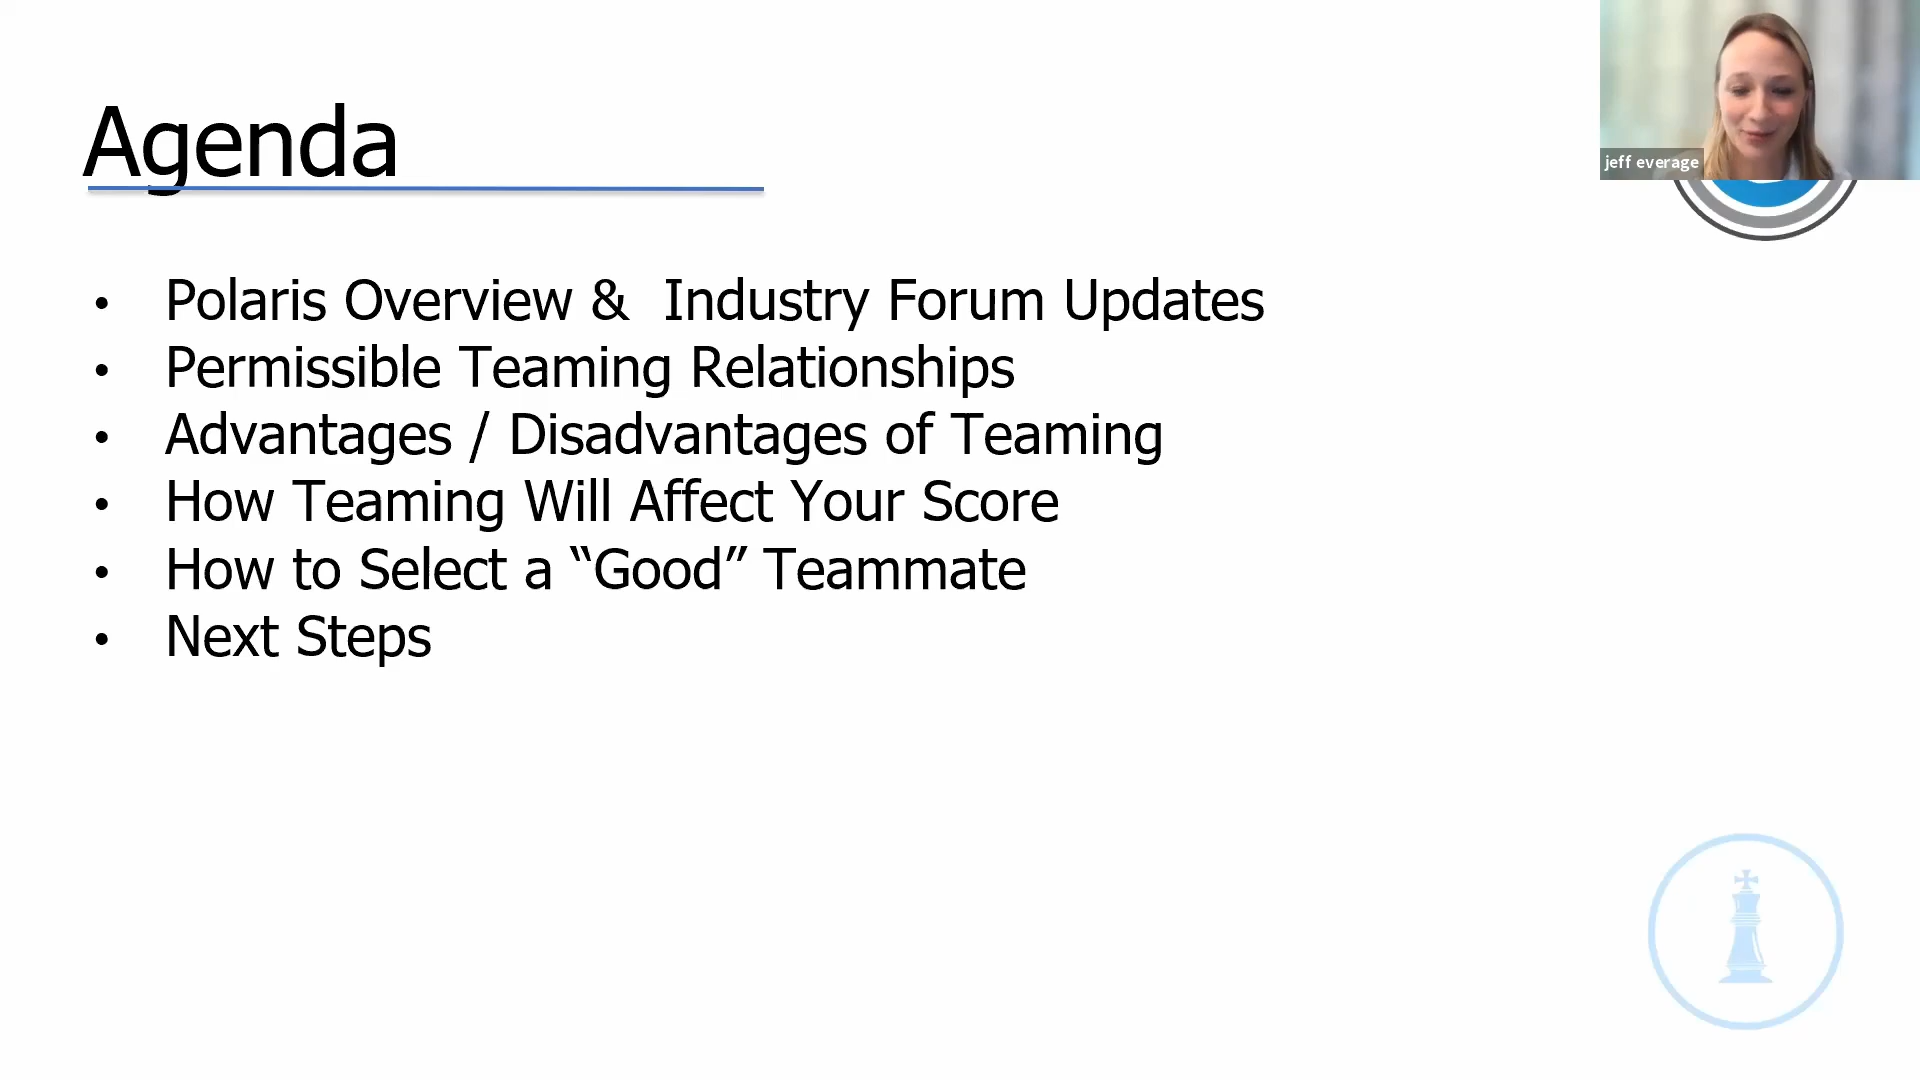 Agenda
jeff everage
• Polaris Overview &  Industry Forum Updates
• Permissible Teaming Relationships
• Advantages / Disadvantages of Teaming
• How Teaming Will Affect Your Score
• How to Select a “Good” Teammate
• Next Steps